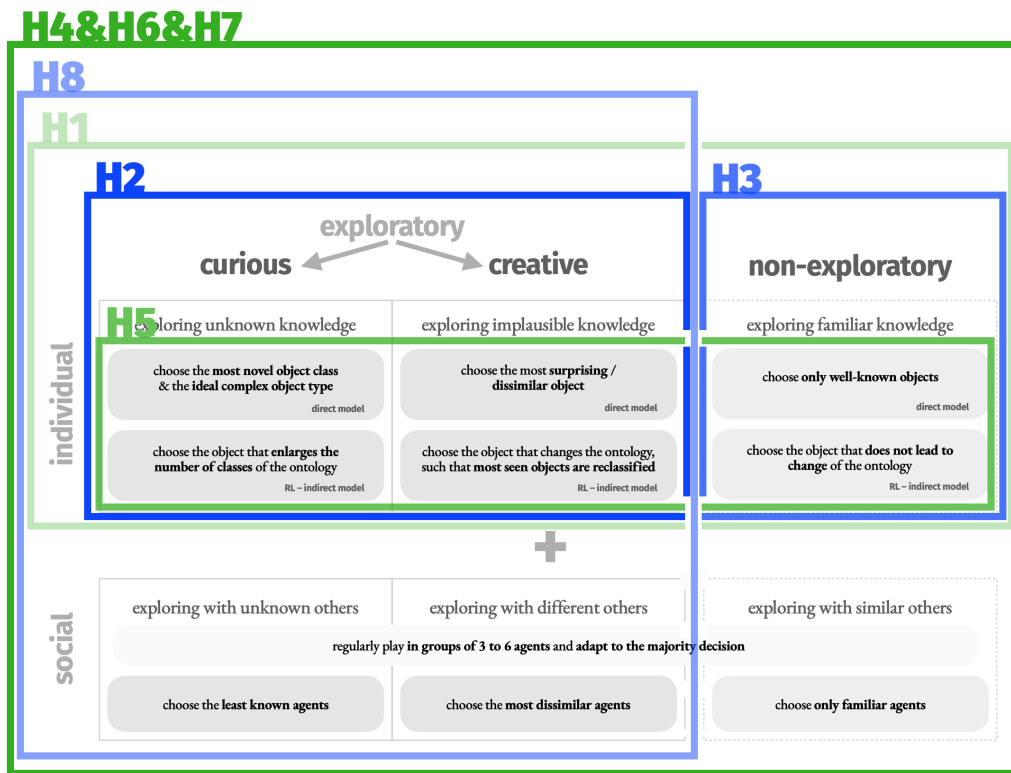 H4&H6&H7
H8
H1
H2
H3
exploratory
curious
creative
non-exploratory
H5
exploring unknown knowledge
exploring implausible knowledge
exploring familiar knowledge
individual
choose the most novel object class
& the ideal complex object type
direct model
choose the most surprising /
dissimilar object
direct model
choose only well-known objects
direct model
choose the object that enlarges the
number of classes of the ontology
RL – indirect model
choose the object that changes the ontology,
such that most seen objects are reclassified
RL – indirect model
choose the object that does not lead to
change of the ontology
RL – indirect model
+
social
exploring with unknown others
exploring with different others
exploring with similar others
regularly play in groups of 3 to 6 agents and adapt to the majority decision
choose the least known agents
choose the most dissimilar agents
choose only familiar agents